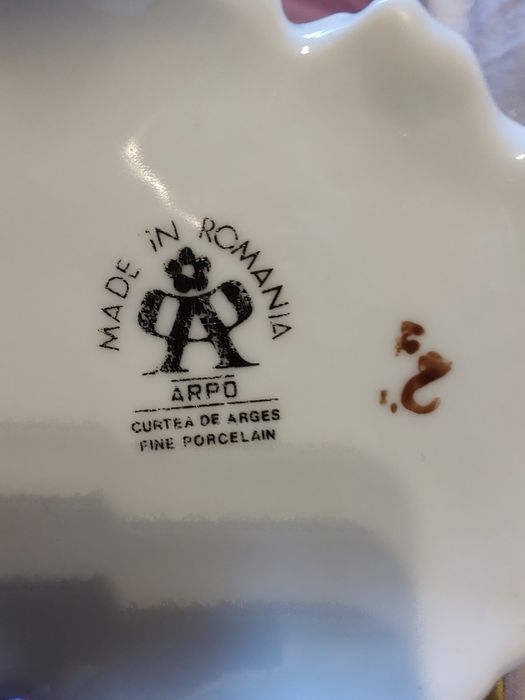 MADE IN ROMANIA
ARPO
CURTEA DE ARGES
FINE PORCELAIN